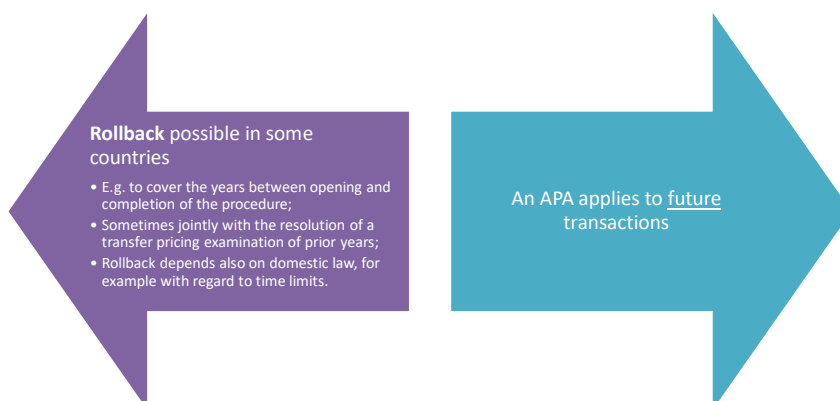 Rollback possible in some
countries
• E.g. to cover the years between opening and
completion of the procedure;
• Sometimes jointly with the resolution of a
transfer pricing examination of prior years;
• Rollback depends also on domestic law, for
example with regard to time limits.
An APA applies to future
transactions